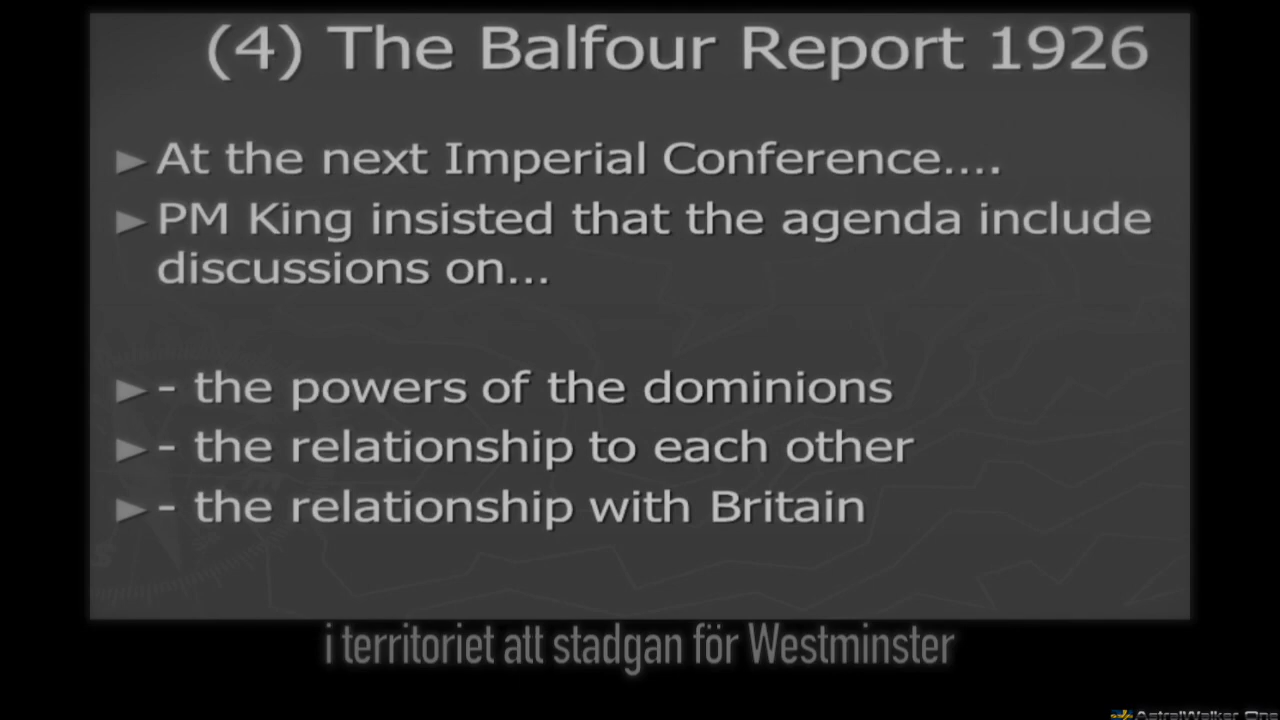 (4) The Balfour Report 1926
►At the next Imperial Conference....
►PM King insisted that the agenda include
discussions on...
►- the powers of the dominions
►- the relationship to each other
►- the relationship with Britain
i territoriet att stadgan för Westminster
AstralWalker One